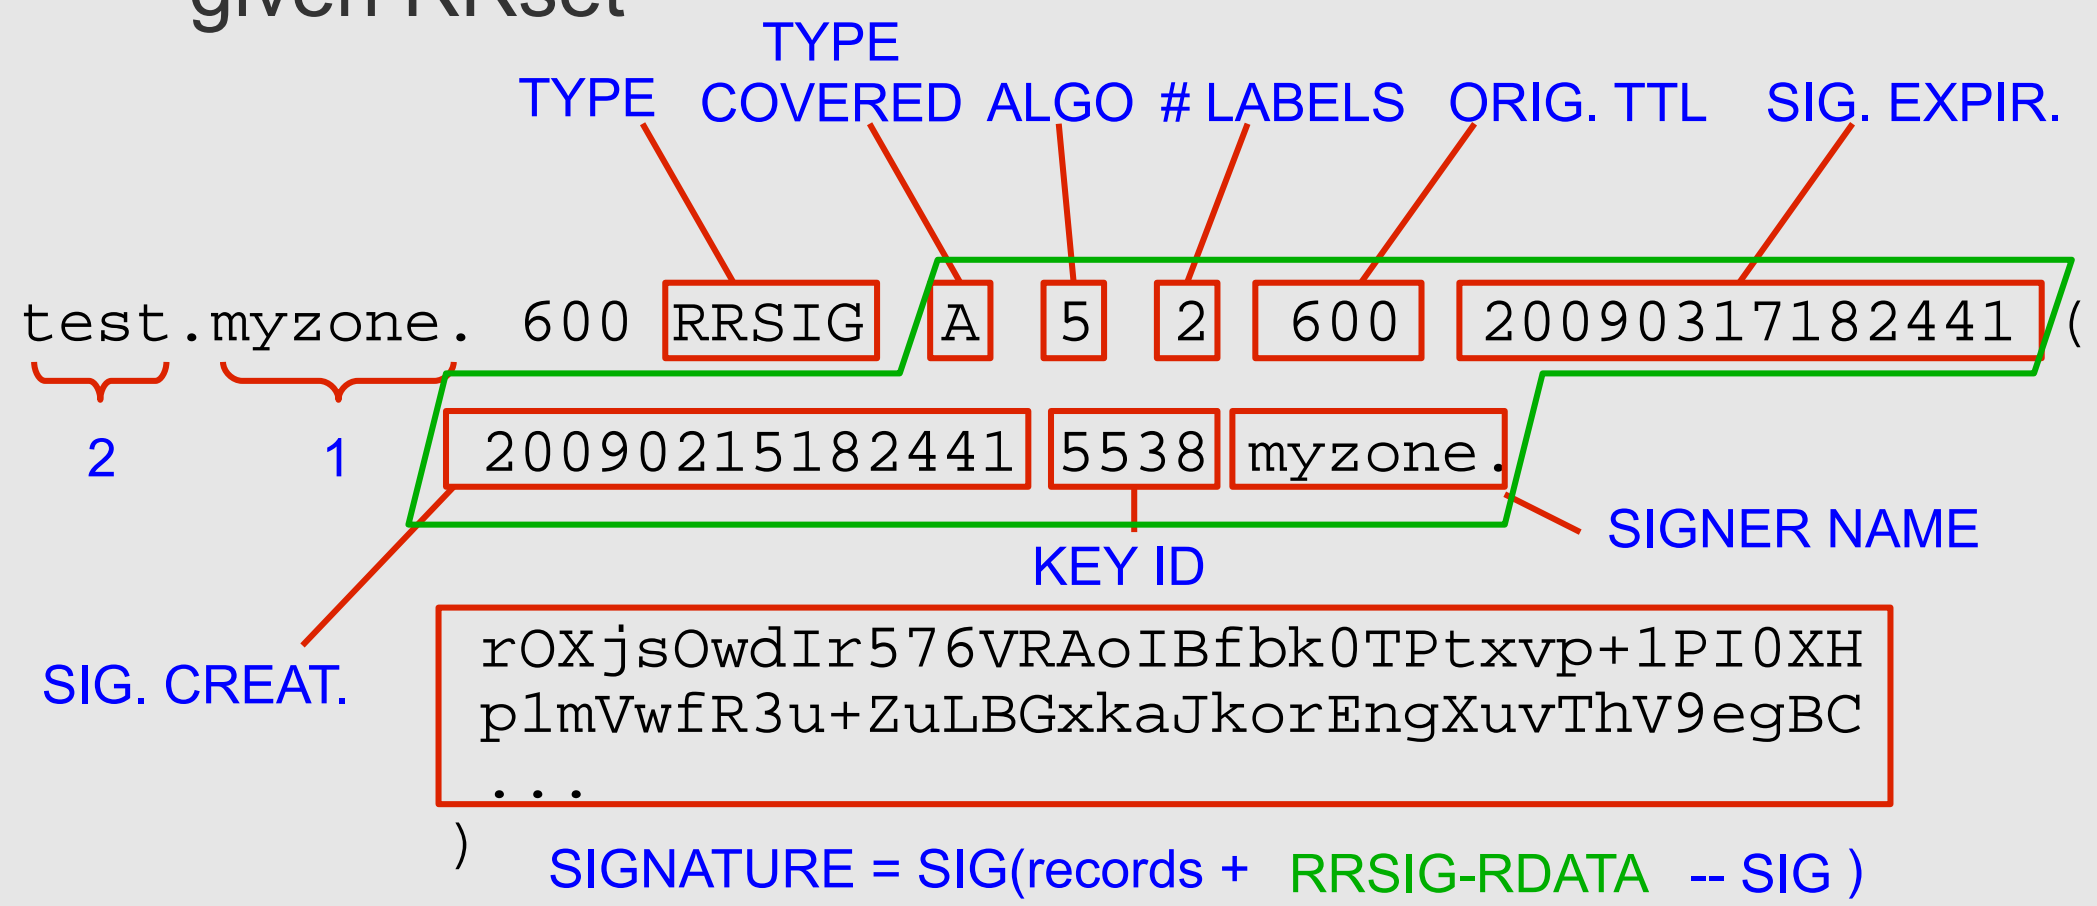 given RRset
TYPE
TYPE COVERED ALGO # LABELS ORIG. TTL SIG. EXPIR.
test.myzone. 600 RRSIG A 5 2 600 20090317182441 (
2 1 20090215182441 5538 myzone.
SIGNER NAME
KEY ID
rOXjsOwdIr576VRAoIBfbk0TPtxvp+1PI0XH
SIG. CREAT.
p1mVwfR3u+ZuLBGxkaJkorEngXuvThV9egBC
...
)
SIGNATURE = SIG(records + RRSIG-RDATA -- SIG )